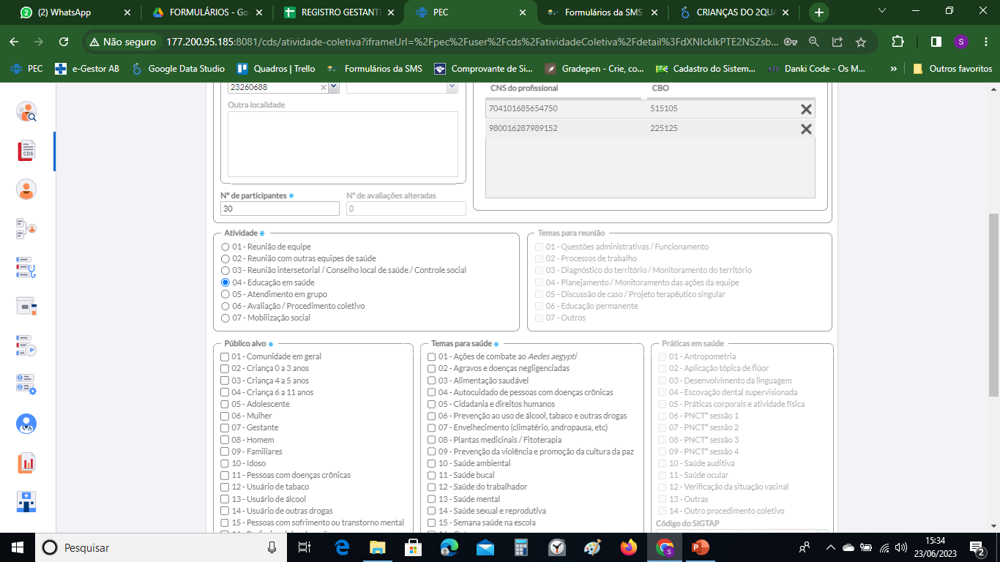 (2) WhatsApp
FORMULÁRIOS - Go
REGISTRO GESTANT
PEC
Formulários da SMS
CRIANÇAS DO 2QUA
Não seguro
177.200.95.185:8081/cds/atividade-coletiva?iframeUrl=%2Fpec%2Fuser%2Fcds%2FatividadeColetiva%2Fdetail%3FdXNlcklkPTE2NSZsb...
S
PEC
e-Gestor AB
Google Data Studio
Quadros | Trello
Formulários da SMS
Comprovante de Si...
Gradepen - Crie, co...
Cadastro do Sistem...
Danki Code - Os M...
»
Outros favoritos
CDS
23260688
Outra localidade
CNS do profissional CBO
704101685654750 515105
980016287989152 225125
Nº de participantes * Nº de avaliações alteradas
30 0
Atividade *
01 - Reunião de equipe
02 - Reunião com outras equipes de saúde
03 - Reunião intersetorial / Conselho local de saúde / Controle social
04 - Educação em saúde
05 - Atendimento em grupo
06 - Avaliação / Procedimento coletivo
07 - Mobilização social
Temas para reunião
01 - Questões administrativas / Funcionamento
02 - Processos de trabalho
03 - Diagnóstico do território / Monitoramento do território
04 - Planejamento / Monitoramento das ações da equipe
05 - Discussão de caso / Projeto terapêutico singular
06 - Educação permanente
07 - Outros
Público alvo *
01 - Comunidade em geral
02 - Criança 0 a 3 anos
03 - Criança 4 a 5 anos
04 - Criança 6 a 11 anos
05 - Adolescente
06 - Mulher
07 - Gestante
08 - Homem
09 - Familiares
10 - Idoso
11 - Pessoas com doenças crônicas
12 - Usuário de tabaco
13 - Usuário de álcool
14 - Usuário de outras drogas
15 - Pessoas com sofrimento ou transtorno mental
Temas para saúde *
01 - Ações de combate ao Aedes aegypti
02 - Agravos e doenças negligenciadas
03 - Alimentação saudável
04 - Autocuidado de pessoas com doenças crônicas
05 - Cidadania e direitos humanos
06 - Prevenção ao uso de álcool, tabaco e outras drogas
07 - Envelhecimento (climatério, andropausa, etc)
08 - Plantas medicinais / Fitoterapia
09 - Prevenção da violência e promoção da cultura da paz
10 - Saúde ambiental
11 - Saúde bucal
12 - Saúde do trabalhador
13 - Saúde mental
14 - Saúde sexual e reprodutiva
15 - Semana saúde na escola
Práticas em saúde
01 - Antropometria
02 - Aplicação tópica de flúor
03 - Desenvolvimento da linguagem
04 - Escovação dental supervisionada
05 - Práticas corporais e atividade física
06 - PNCT* sessão 1
07 - PNCT* sessão 2
08 - PNCT* sessão 3
09 - PNCT* sessão 4
10 - Saúde auditiva
11 - Saúde ocular
12 - Verificação da situação vacinal
13 - Outras
14 - Outro procedimento coletivo
Código do SIGTAP
Pesquisar
15:34
23/06/2023
2